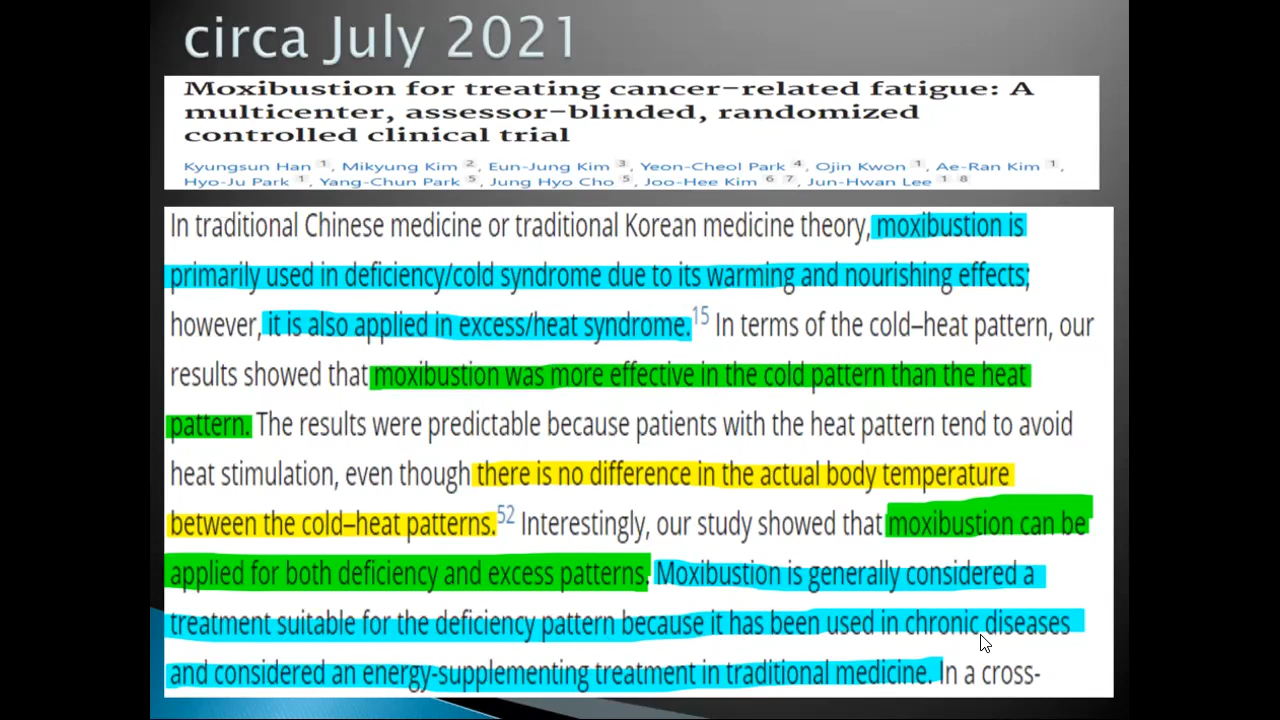 circa July 2021
Moxibustion for treating cancer-related fatigue: A
multicenter, assessor-blinded, randomized
controlled clinical trial
Kyungsun Han 1, Mikyung Kim 2, Eun-Jung Kim 3, Yeon-Cheol Park 4, Ojin Kwon 1, Ae-Ran Kim 1,
Hyo-Ju Park 1, Yang-Chun Park 5, Jung Hyo Cho 5, Joo-Hee Kim 6 7, Jun-Hwan Lee 1 8
In traditional Chinese medicine or traditional Korean medicine theory, moxibustion is
primarily used in deficiency/cold syndrome due to its warming and nourishing effects;
however, it is also applied in excess/heat syndrome.15 In terms of the cold–heat pattern, our
results showed that moxibustion was more effective in the cold pattern than the heat
pattern. The results were predictable because patients with the heat pattern tend to avoid
heat stimulation, even though there is no difference in the actual body temperature
between the cold–heat patterns.52 Interestingly, our study showed that moxibustion can be
applied for both deficiency and excess patterns. Moxibustion is generally considered a
treatment suitable for the deficiency pattern because it has been used in chronic diseases
and considered an energy-supplementing treatment in traditional medicine. In a cross-